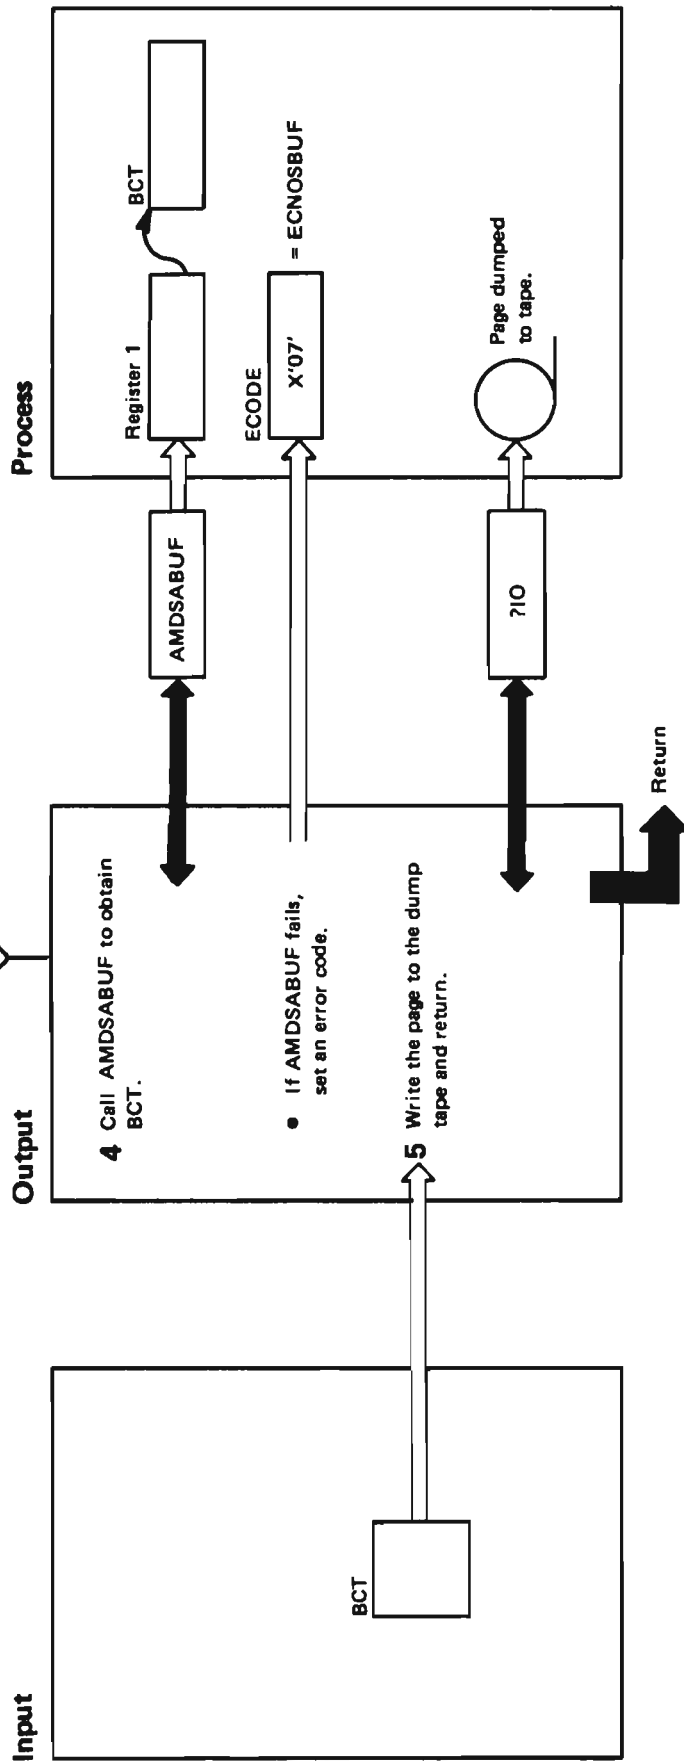 Input
Output
Process
BCT
4 Call AMDSABUF to obtain
BCT.
• If AMDSABUF fails,
set an error code.
5 Write the page to the dump
tape and return.
Return
AMDSABUF
?IO
Register 1
BCT
ECODE
X'07'
= ECNOSBUF
Page dumped
to tape.